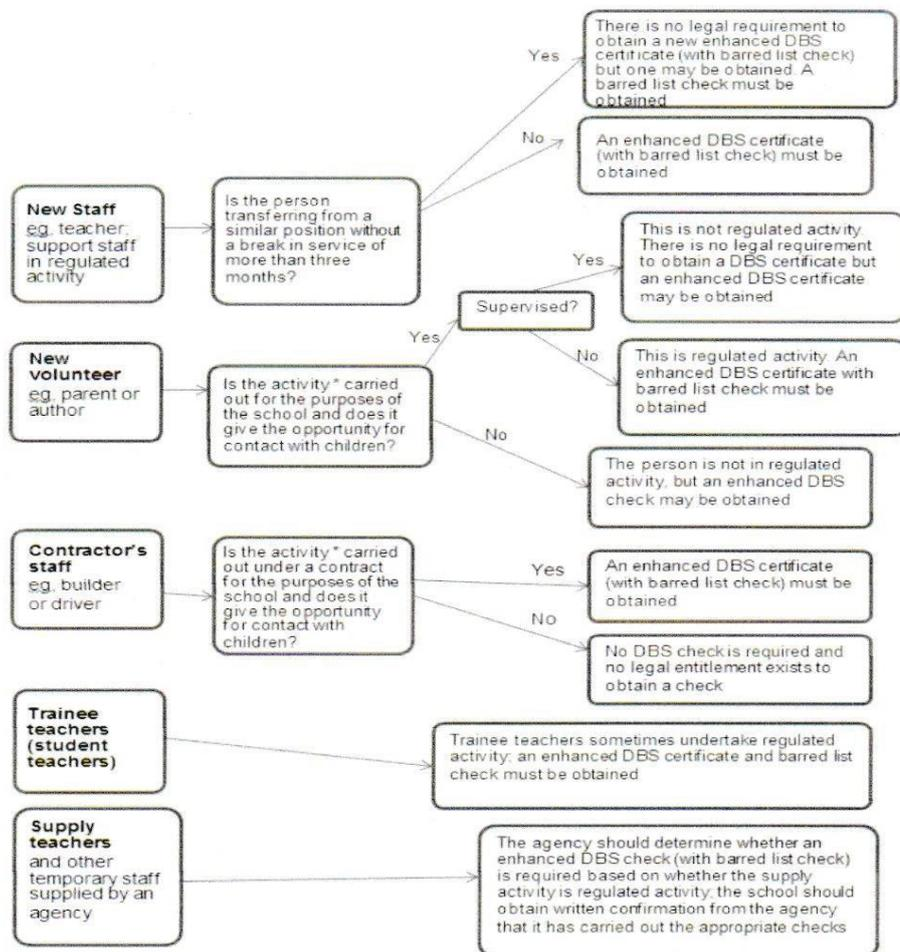 There is no legal requirement to
obtain a new enhanced DBS
certificate (with barred list check)
but one may be obtained. A
barred list check must be
obtained
Yes
No
An enhanced DBS certificate
(with barred list check) must be
obtained
New Staff
eg. teacher;
support staff
in regulated
activity
Is the person
transferring from a
similar position without
a break in service of
more than three
months?
This is not regulated activity.
There is no legal requirement
to obtain a DBS certificate but
an enhanced DBS certificate
may be obtained
Yes
Supervised?
Yes
No
This is regulated activity. An
enhanced DBS certificate with
barred list check must be
obtained
New
volunteer
eg. parent or
author
Is the activity* carried
out for the purposes of
the school and does it
give the opportunity for
contact with children?
No
The person is not in regulated
activity, but an enhanced DBS
check may be obtained
Contractor's
staff
eg. builder
or driver
Is the activity* carried
out under a contract
for the purposes of the
school and does it
give the opportunity
for contact with
children?
Yes
An enhanced DBS certificate
(with barred list check) must be
obtained
No
No DBS check is required and
no legal entitlement exists to
obtain a check
Trainee
teachers
(student
teachers)
Trainee teachers sometimes undertake regulated
activity; an enhanced DBS certificate and barred list
check must be obtained
Supply
teachers
and other
temporary staff
supplied by an
agency
The agency should determine whether an
enhanced DBS check (with barred list check)
is required based on whether the supply
activity is regulated activity; the school should
obtain written confirmation from the agency
that it has carried out the appropriate checks